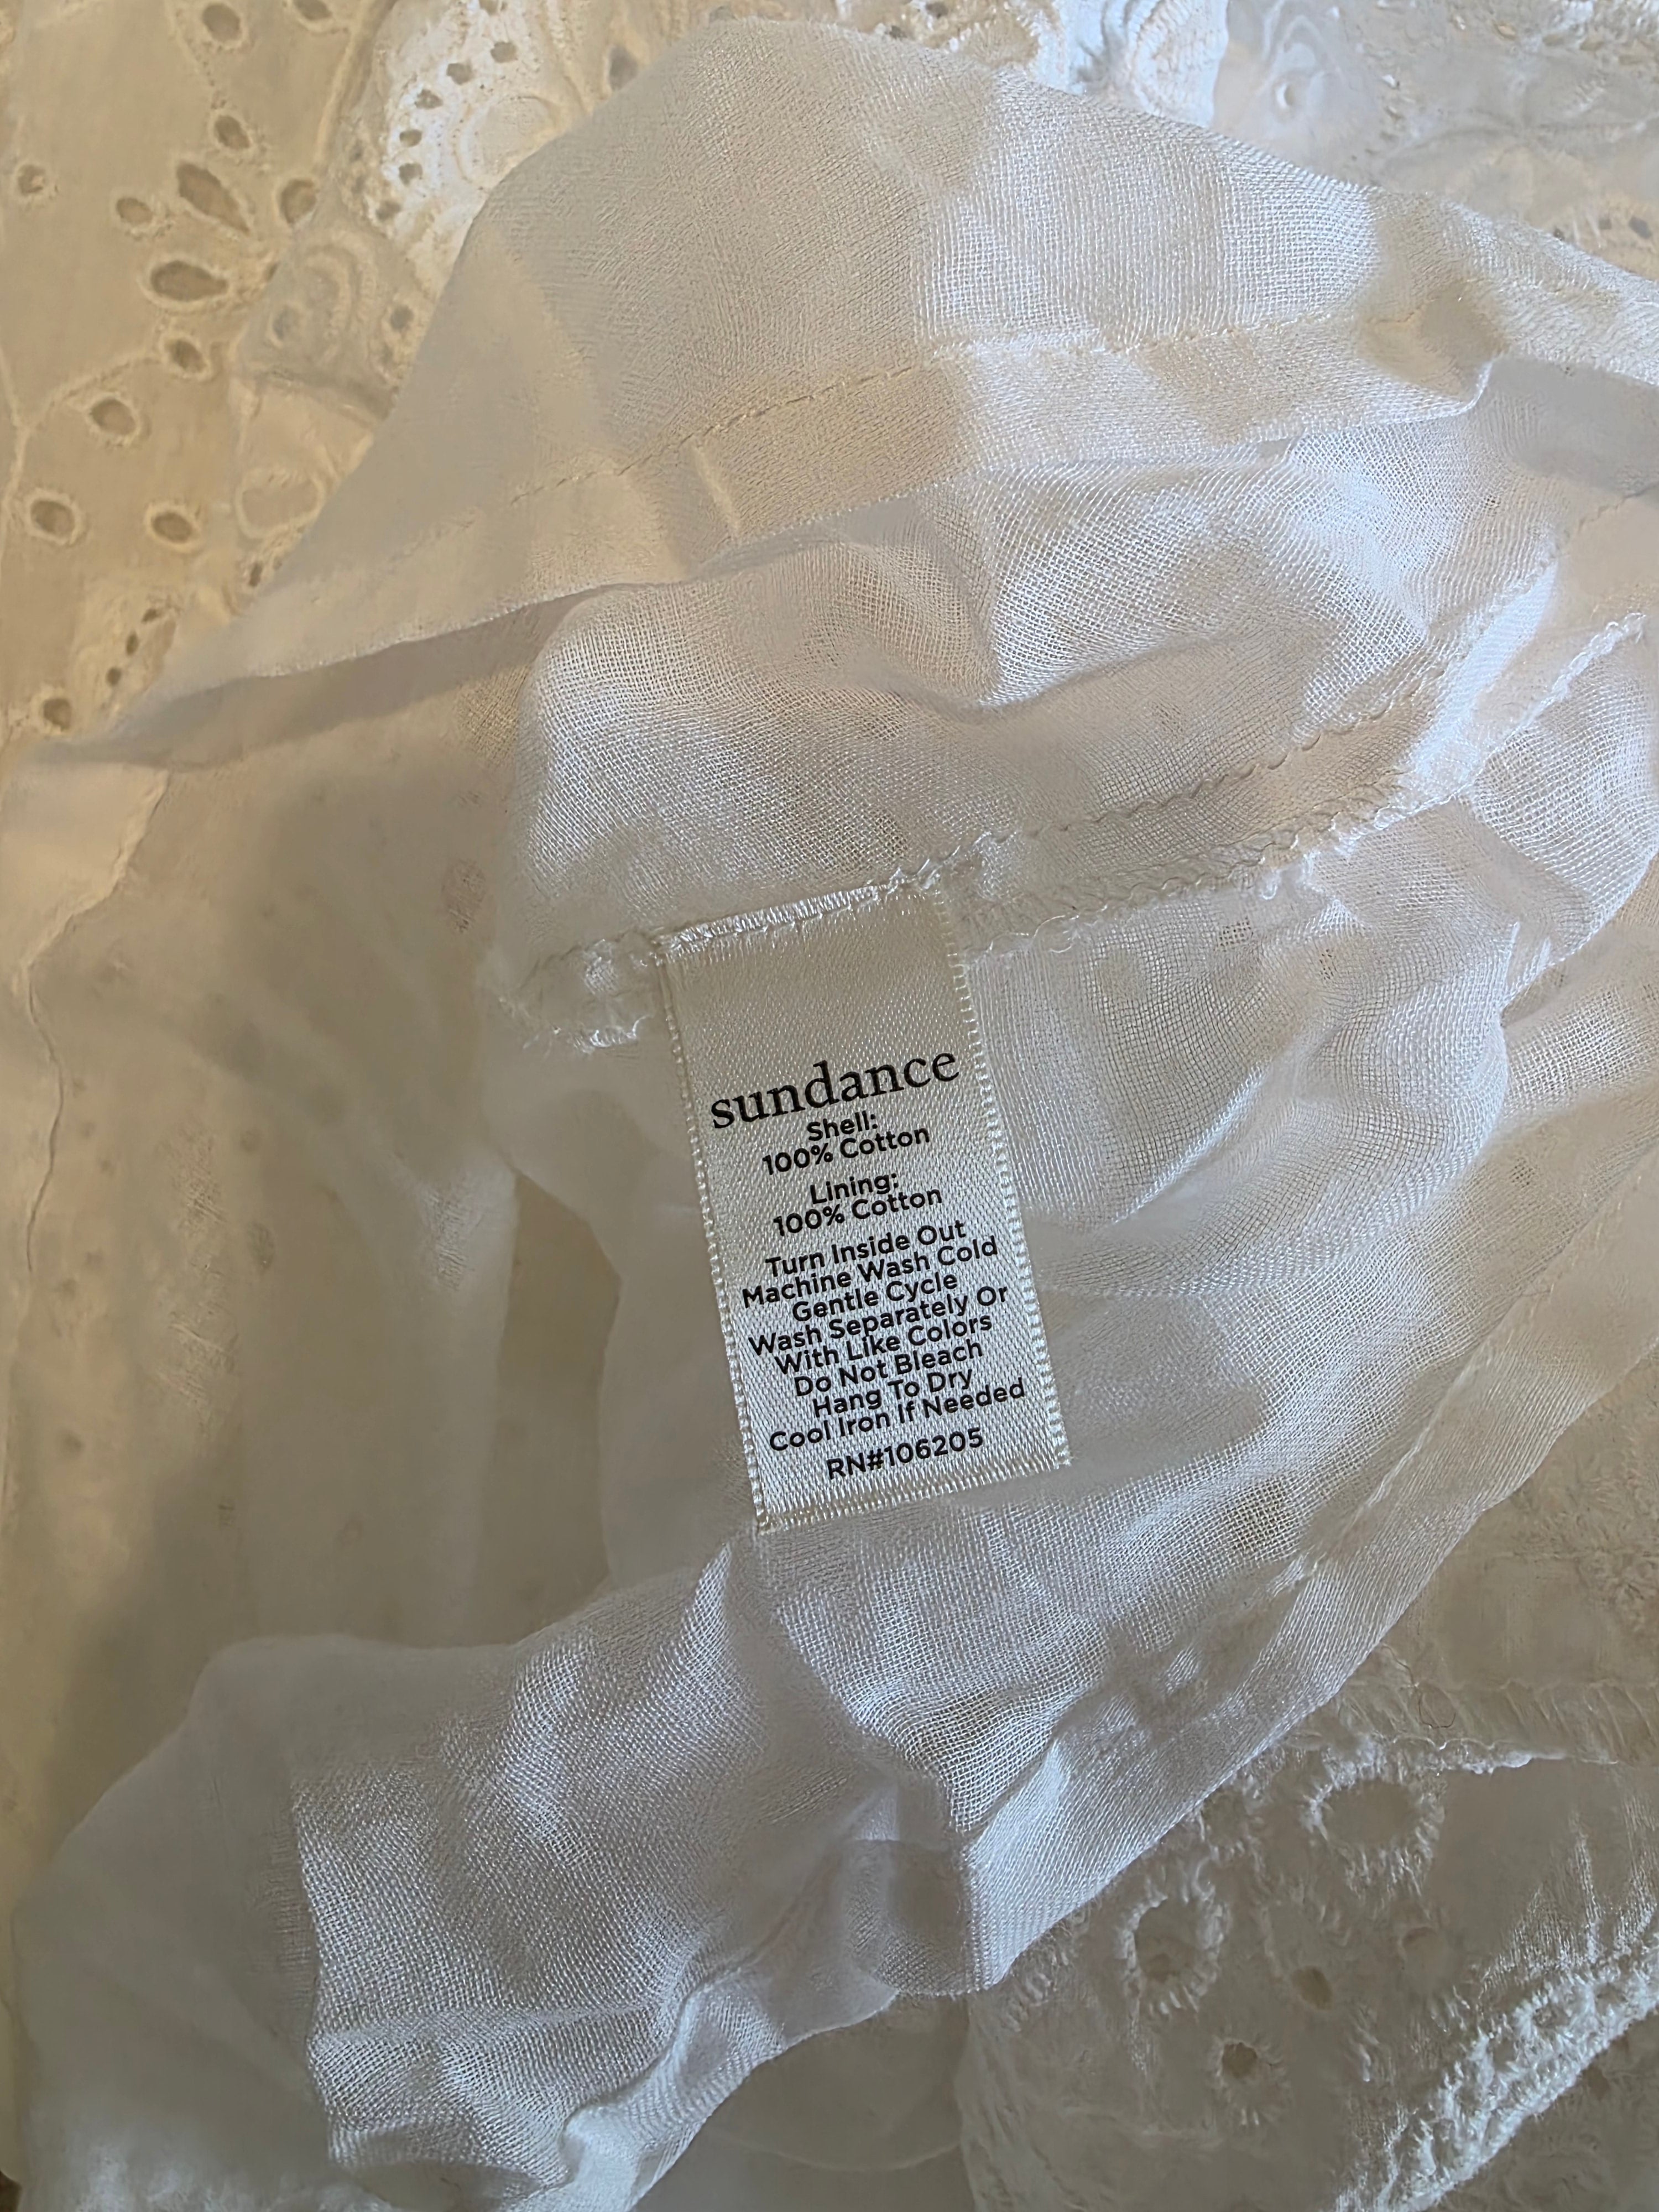 sundance
Shell:
100% Cotton
Lining:
100% Cotton
Turn Inside Out
Machine Wash Cold
Gentle Cycle
Wash Separately Or
With Like Colors
Do Not Bleach
Hang To Dry
Cool Iron If Needed
RN#106205